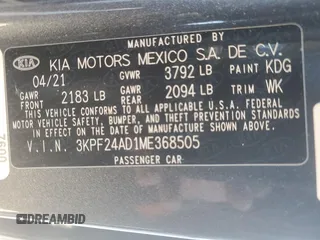 MANUFACTURED BY
KIA KIA MOTORS MEXICO S.A. DE C.V.
04/21 GVWR 3792 LB PAINT KDG
GAWR FRONT 2183 LB GAWR REAR 2094 LB TRIM WK
THIS VEHICLE CONFORMS TO ALL APPLICABLE U.S. FEDERAL MOTOR
VEHICLE SAFETY, BUMPER, AND THEFT PREVENTION STANDARDS
IN EFFECT ON THE DATE OF MANUFACTURE SHOWN ABOVE.
V.I.N. 3KPF24AD1ME368505
PASSENGER CAR
AUTOBIDMASTER